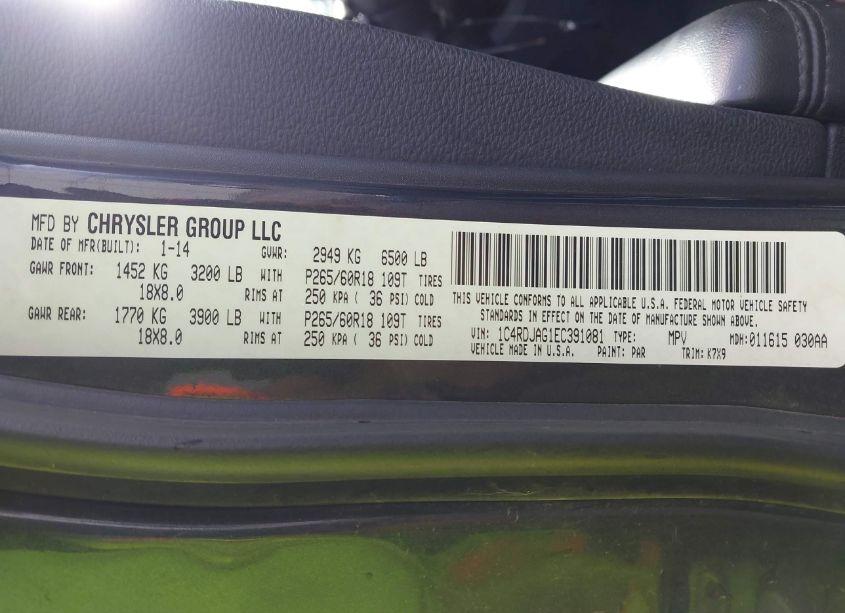 MFD BY CHRYSLER GROUP LLC
DATE OF MFR(BUILT): 1-14 GVWR: 2949 KG 6500 LB
GAWR FRONT: 1452 KG 3200 LB WITH P265/60R18 109T TIRES
18X8.0 RIMS AT 250 KPA ( 36 PSI) COLD
GAWR REAR: 1770 KG 3900 LB WITH P265/60R18 109T TIRES
18X8.0 RIMS AT 250 KPA ( 36 PSI) COLD
THIS VEHICLE CONFORMS TO ALL APPLICABLE U.S.A. FEDERAL MOTOR VEHICLE SAFETY
STANDARDS IN EFFECT ON THE DATE OF MANUFACTURE SHOWN ABOVE.
VIN: 1C4RDJAG1EC391081 TYPE: MPV MDH:011615 030AA
VEHICLE MADE IN U.S.A. PAINT: PAR TRIM: K7X9